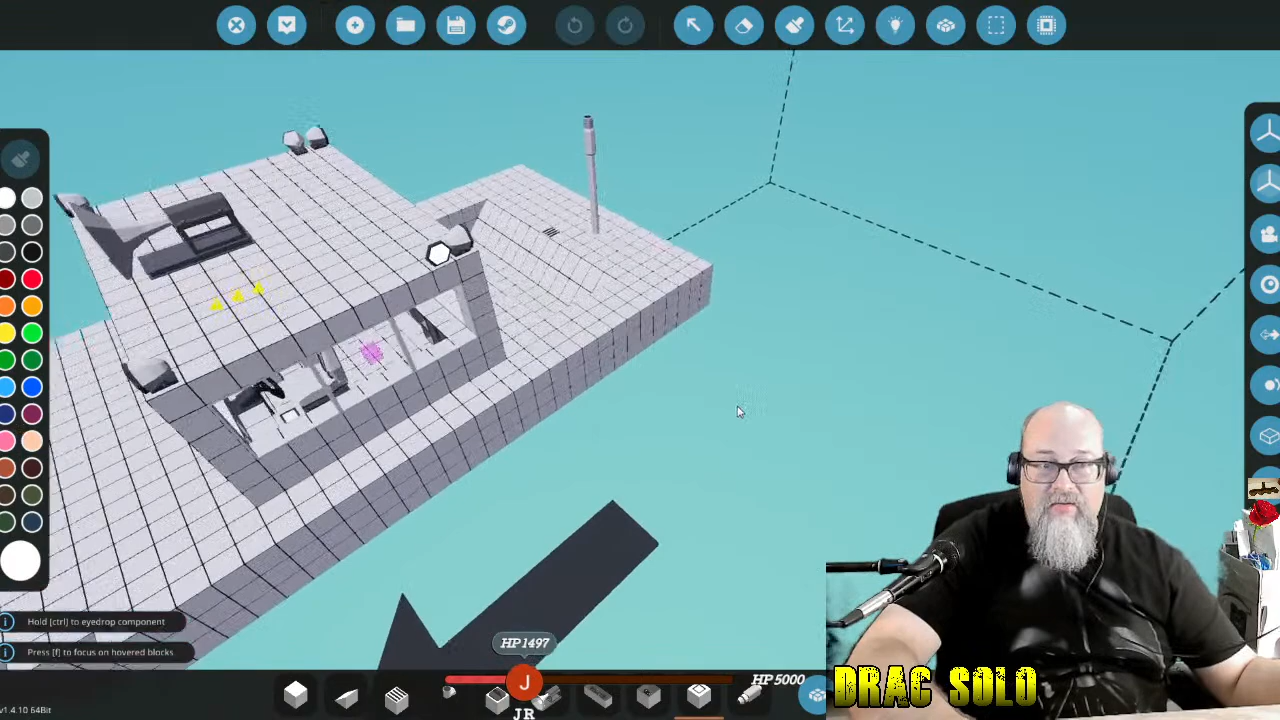 Hold [ctrl] to eyedrop component
Press [f] to focus on hovered blocks
HP 1497
HP 5000
J
JR
v1.4.10 64Bit
DRAC SOLO